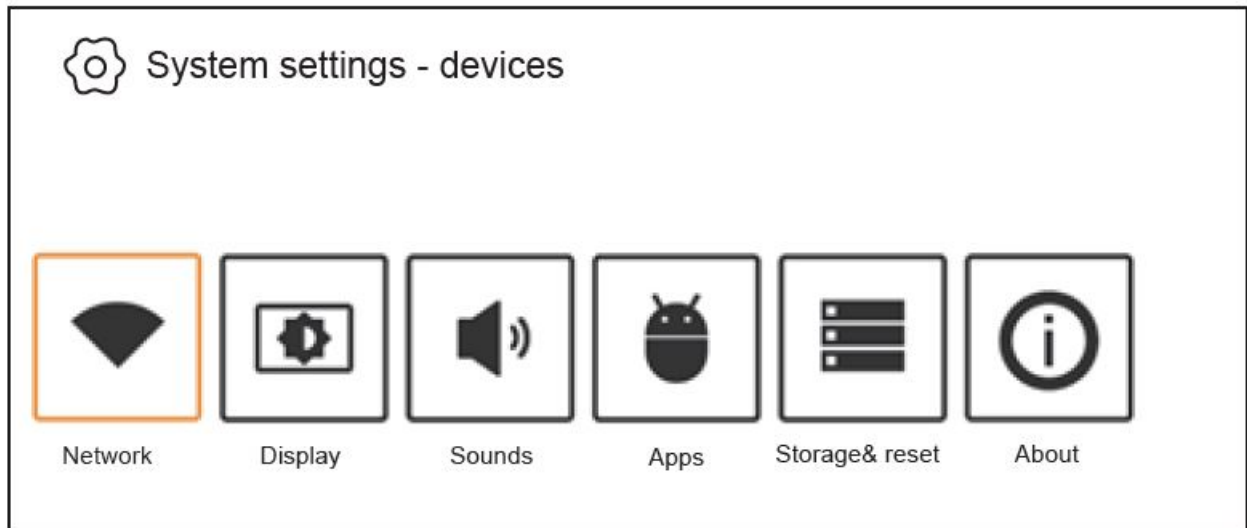 System settings - devices
Network
Display
Sounds
Apps
Storage& reset
About